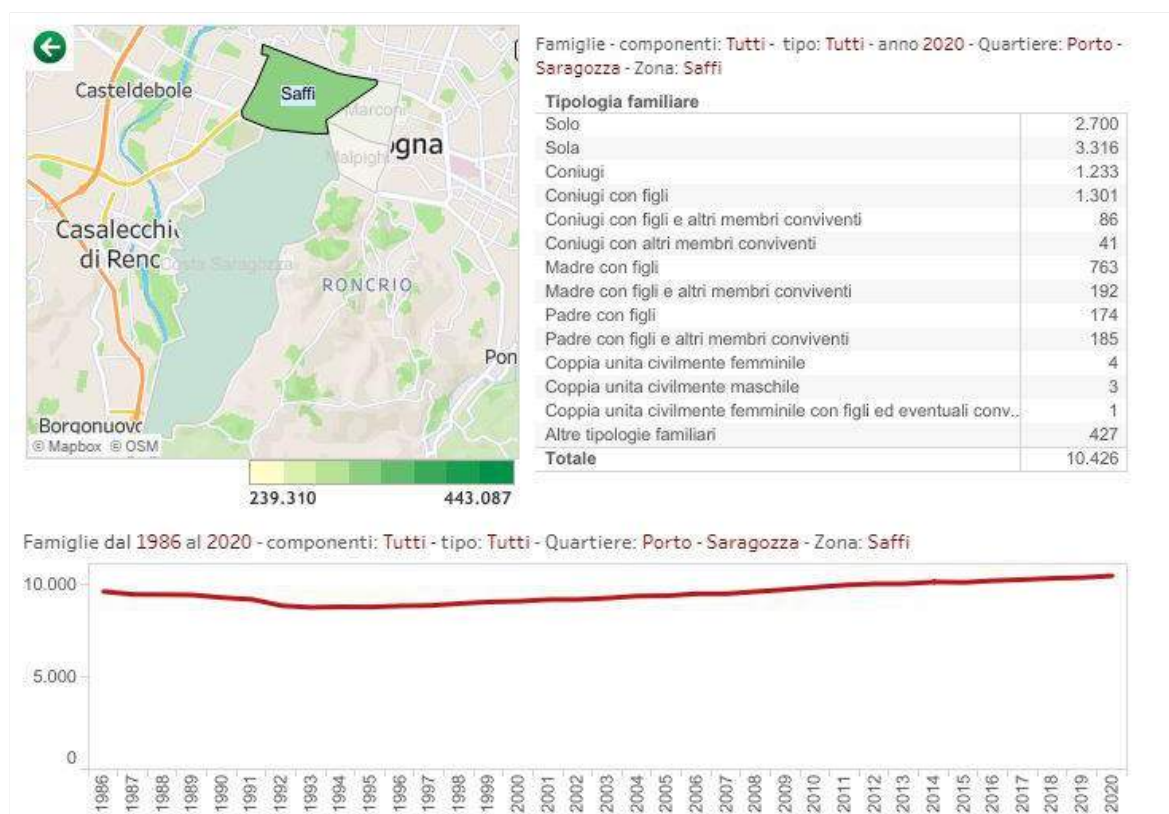 Casteldebole
Saffi
Marconi
Malpighi
gna
Casalecchi
di Renc
Costa Saragozza
RONCRIO
Pon
Borgonuovo
© Mapbox © OSM
239.310 443.087
Famiglie - componenti: Tutti - tipo: Tutti - anno 2020 - Quartiere: Porto -
Saragozza - Zona: Saffi
Tipologia familiare
Solo 2.700
Sola 3.316
Coniugi 1.233
Coniugi con figli 1.301
Coniugi con figli e altri membri conviventi 86
Coniugi con altri membri conviventi 41
Madre con figli 763
Madre con figli e altri membri conviventi 192
Padre con figli 174
Padre con figli e altri membri conviventi 185
Coppia unita civilmente femminile 4
Coppia unita civilmente maschile 3
Coppia unita civilmente femminile con figli ed eventuali conv.. 1
Altre tipologie familiari 427
Totale 10.426
Famiglie dal 1986 al 2020 - componenti: Tutti - tipo: Tutti - Quartiere: Porto - Saragozza - Zona: Saffi
10.000
5.000
0
1986 1987 1988 1989 1990 1991 1992 1993 1994 1995 1996 1997 1998 1999 2000 2001 2002 2003 2004 2005 2006 2007 2008 2009 2010 2011 2012 2013 2014 2015 2016 2017 2018 2019 2020